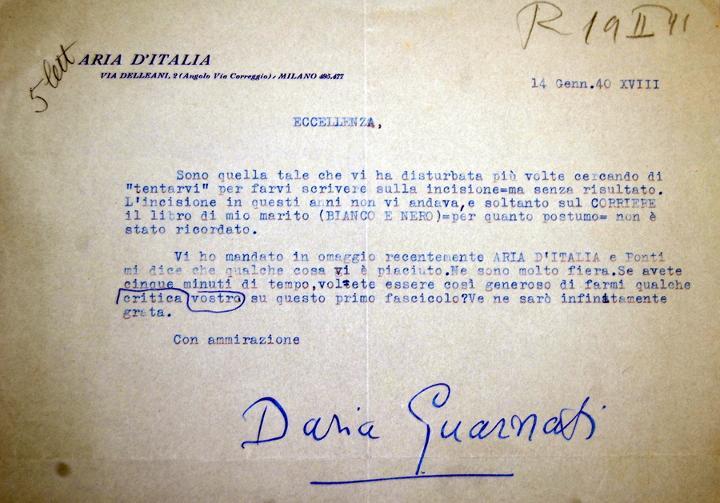 R 19 II 41
5 lett
ARIA D'ITALIA
VIA DELLEANI, 2 (Angolo Via Correggio), MILANO 495.477
14 Genn.40 XVIII
ECCELLENZA,
Sono quella tale che vi ha disturbata più volte cercando di
"tentarvi" per farvi scrivere sulla incisione=ma senza risultato.
L'incisione in questi anni non vi andava,e soltanto sul CORRIERE
il libro di mio marito (BIANCO E NERO)=per quanto postumo= non è
stato ricordato.
Vi ho mandato in omaggio recentemente ARIA D'ITALIA e Ponti
mi dice che qualche cosa vi è piaciuto.Ne sono molto fiera.Se avete
cinque minuti di tempo,volete essere così generoso di farmi qualche
critica vostra su questo primo fascicolo?Ve ne sarò infinitamente
grata.
Con ammirazione
Daria Guarnati